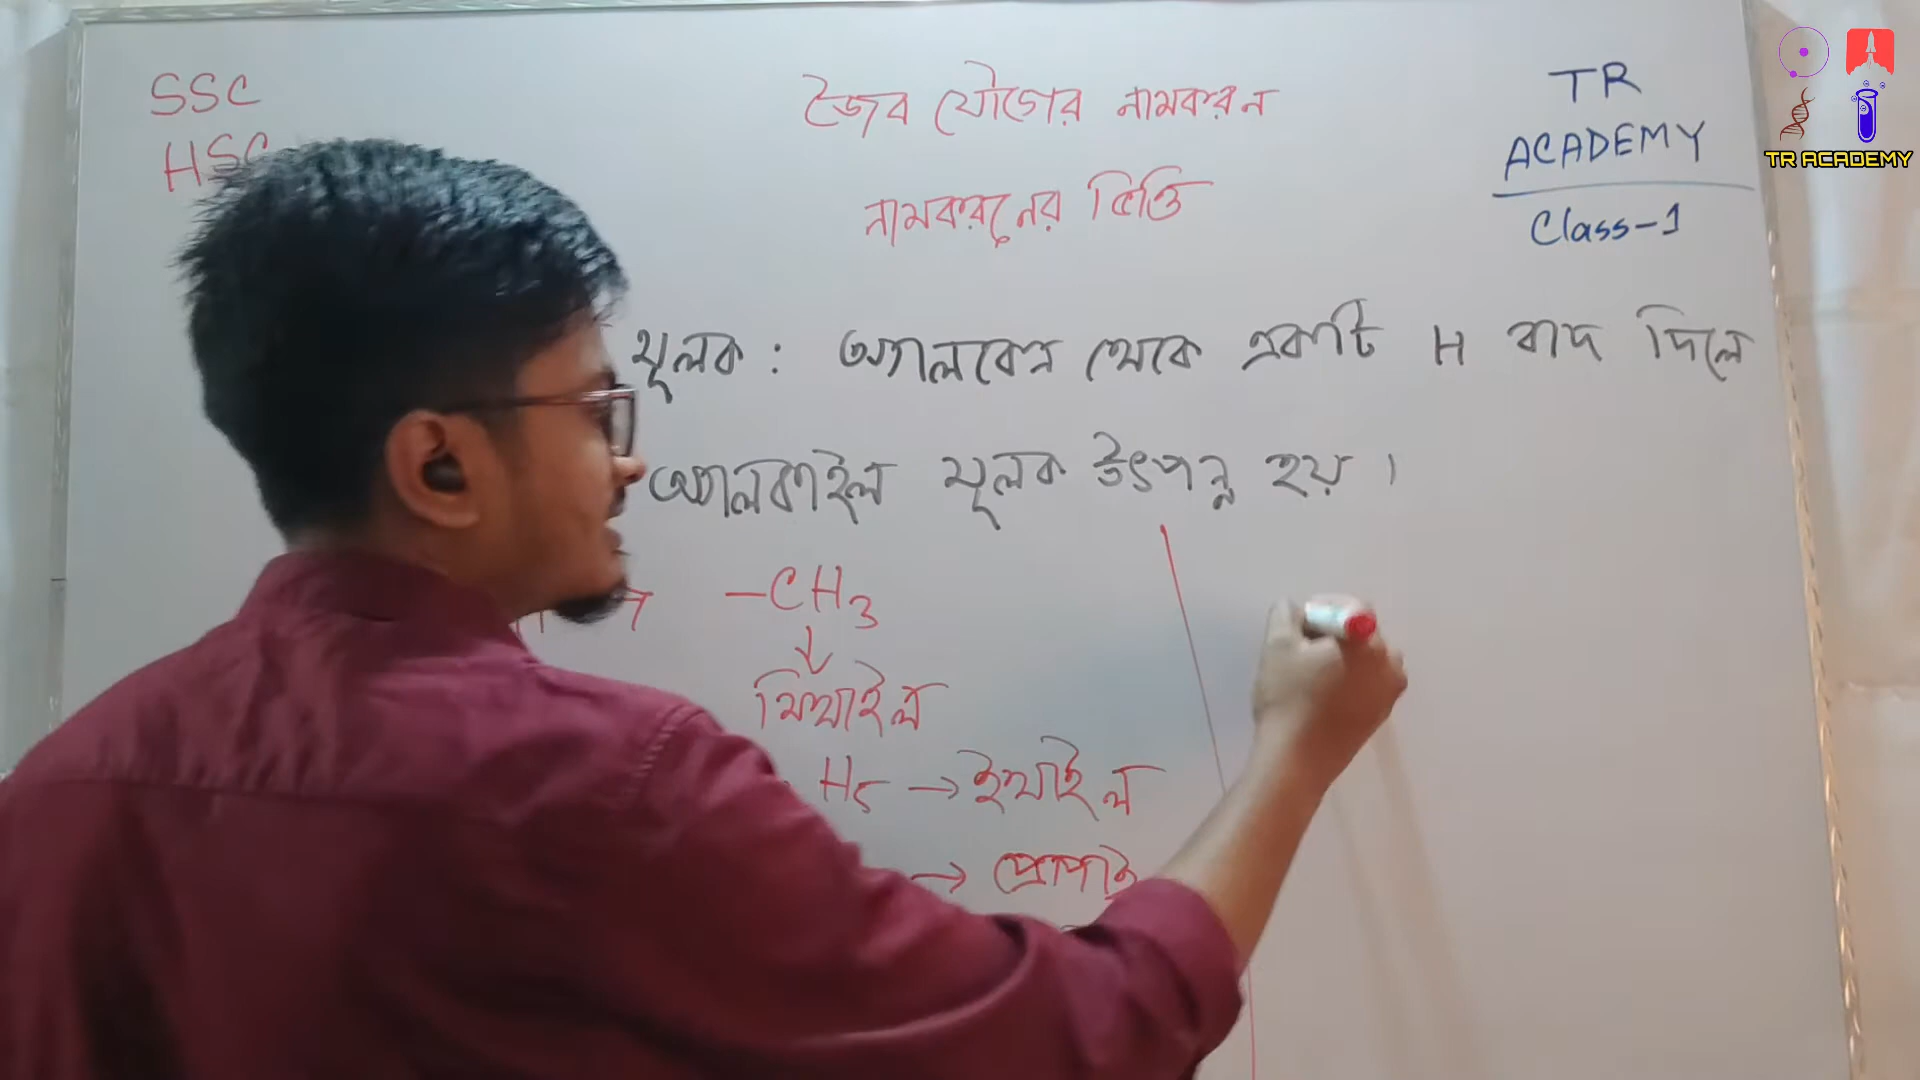 SSC
HSC
জৈব যৌগের নামকরন
নামকরনের ভিত্তি
TR
ACADEMY
Class-1
TR ACADEMY
মূলক : অ্যালকেন থেকে একটি H বাদ দিলে
অ্যালকাইল মূলক উৎপন্ন হয় ।
–CH3
↓
মিথাইল
H5 → ইথাইল
→